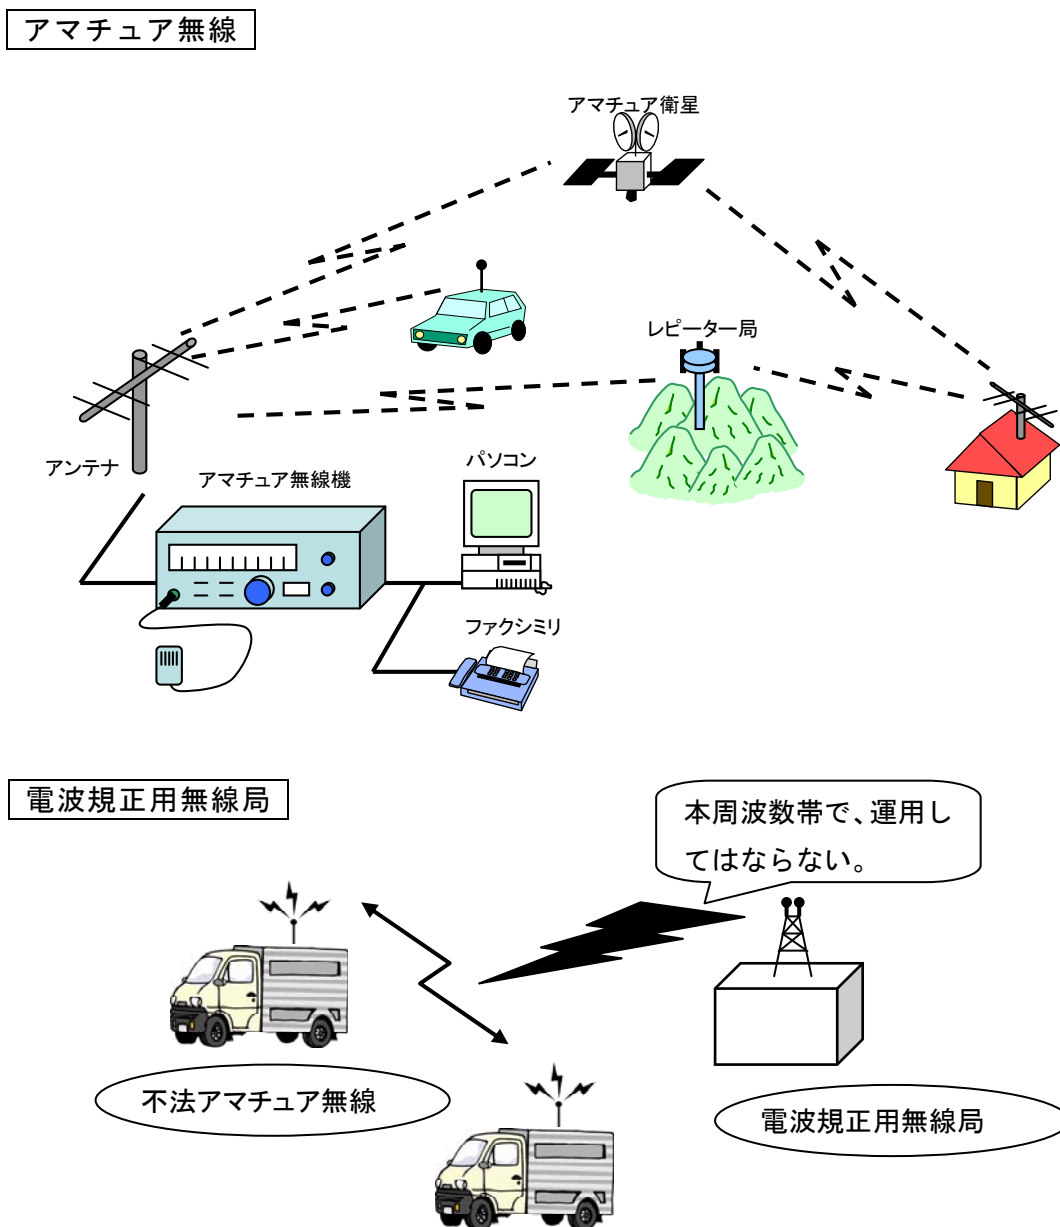 アマチュア無線
アマチュア衛星
レピーター局
アンテナ
アマチュア無線機
パソコン
ファクシミリ
電波規正用無線局
本周波数帯で、運用し
てはならない。
不法アマチュア無線
電波規正用無線局